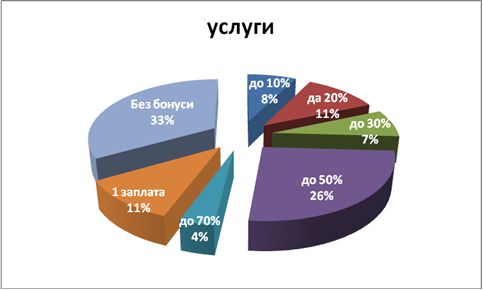 услуги
до 10%
8%
да 20%
11%
до 30%
7%
до 50%
26%
до 70%
4%
1 заплата
11%
Без бонуси
33%